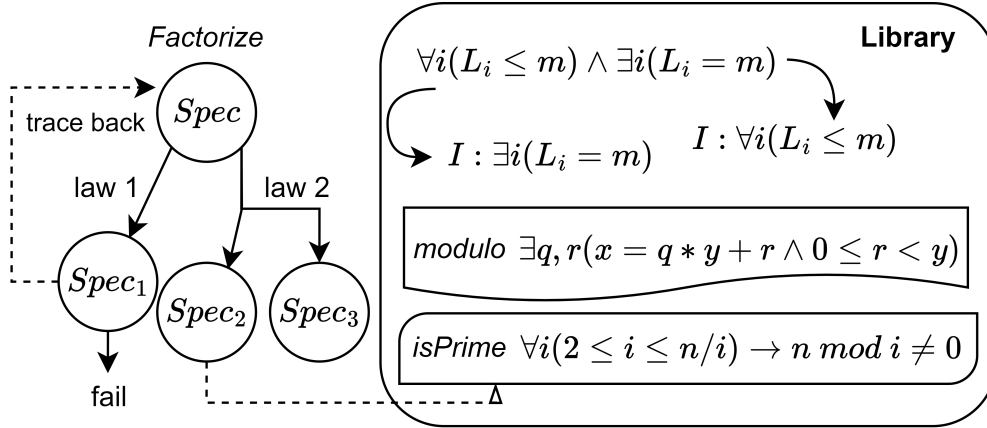 Factorize
Spec
trace back
law 1
law 2
Spec₁
Spec₂
Spec₃
fail
Library
∀i(Lᵢ ≤ m) ∧ ∃i(Lᵢ = m)
I : ∃i(Lᵢ = m)
I : ∀i(Lᵢ ≤ m)
modulo ∃q, r(x = q ∗ y + r ∧ 0 ≤ r < y)
isPrime ∀i(2 ≤ i ≤ n/i) → n mod i ≠ 0